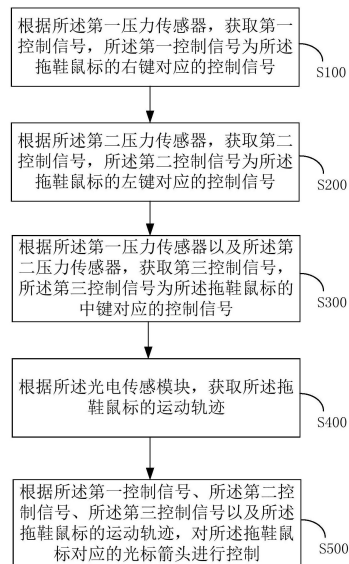 根据所述第一压力传感器，获取第一
控制信号，所述第一控制信号为所述
拖鞋鼠标的右键对应的控制信号
S100
根据所述第二压力传感器，获取第二
控制信号，所述第二控制信号为所述
拖鞋鼠标的左键对应的控制信号
S200
根据所述第一压力传感器以及所述第
二压力传感器，获取第三控制信号，
所述第三控制信号为所述拖鞋鼠标的
中键对应的控制信号
S300
根据所述光电传感模块，获取所述拖
鞋鼠标的运动轨迹
S400
根据所述第一控制信号、所述第二控
制信号、所述第三控制信号以及所述
拖鞋鼠标的运动轨迹，对所述拖鞋鼠
标对应的光标箭头进行控制
S500